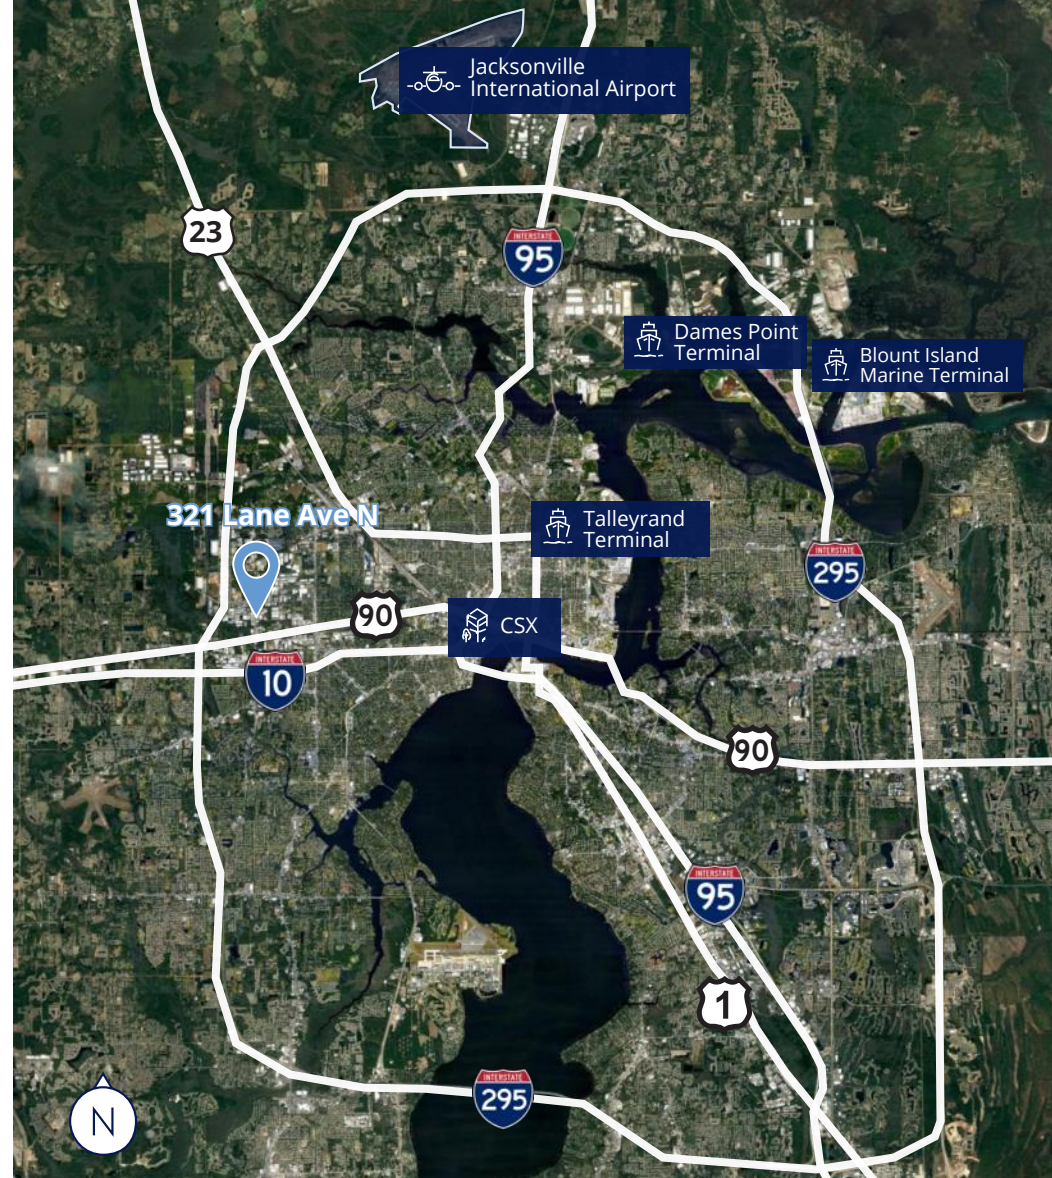 Jacksonville
International Airport
23
INTERSTATE
95
Dames Point
Terminal
Blount Island
Marine Terminal
321 Lane Ave N
Talleyrand
Terminal
INTERSTATE
295
90
CSX
INTERSTATE
10
90
INTERSTATE
95
1
INTERSTATE
295
N